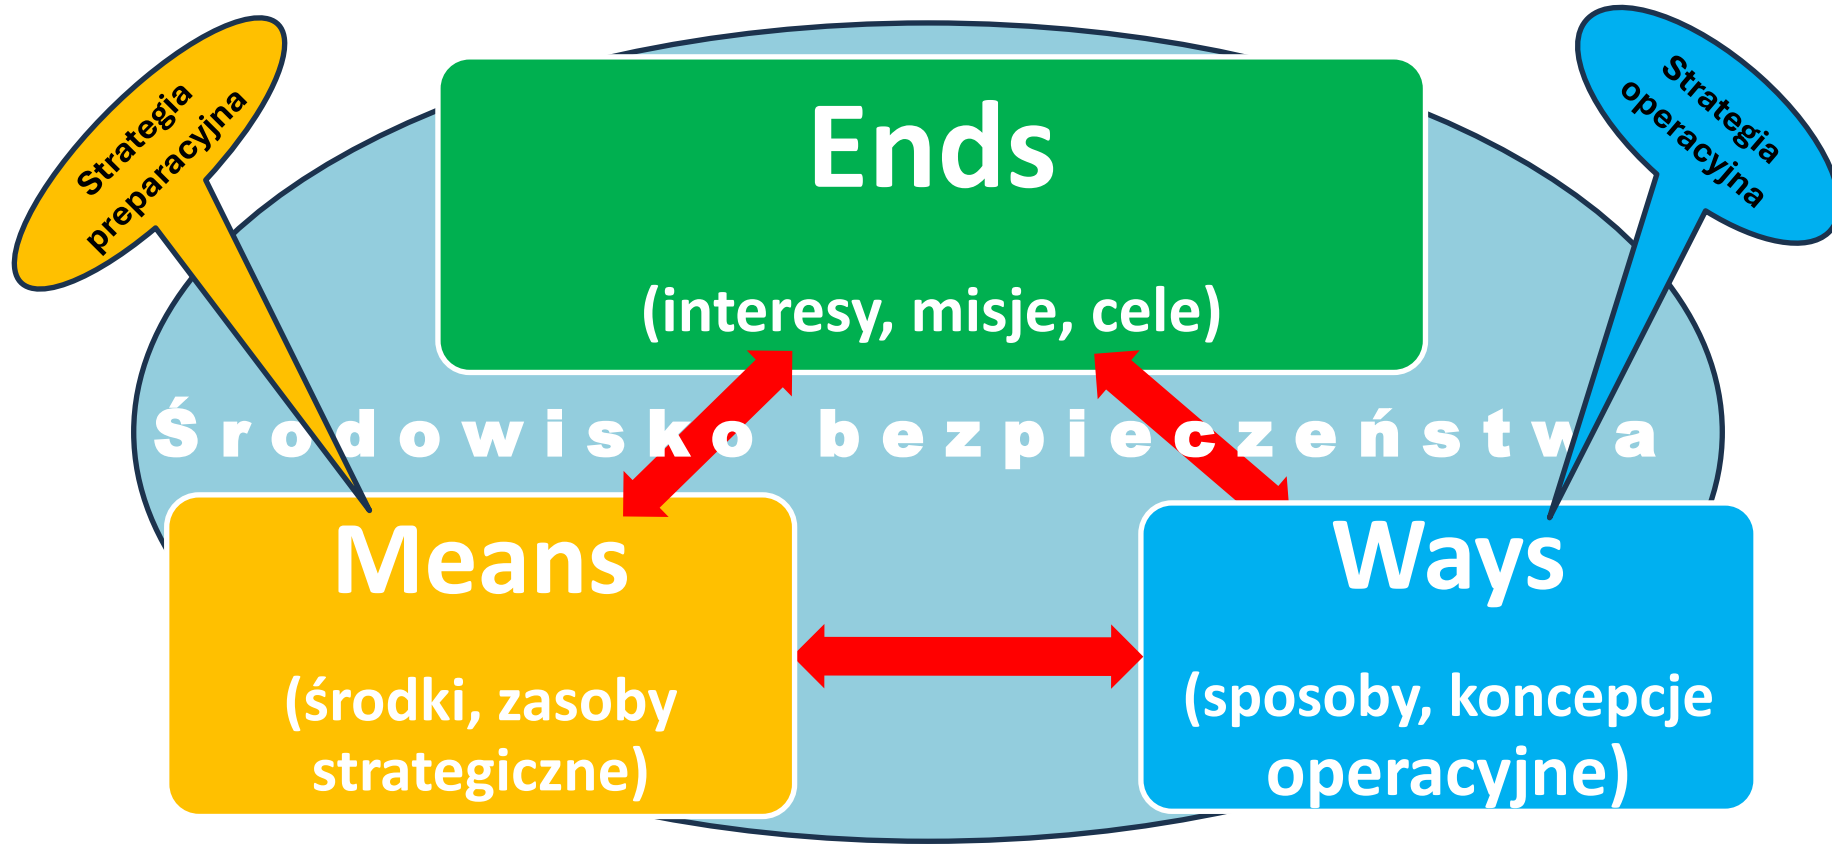 Strategia
preparacyjna
Strategia
operacyjna
Ends
(interesy, misje, cele)
Środowisko bezpieczeństwa
Means
(środki, zasoby
strategiczne)
Ways
(sposoby, koncepcje
operacyjne)